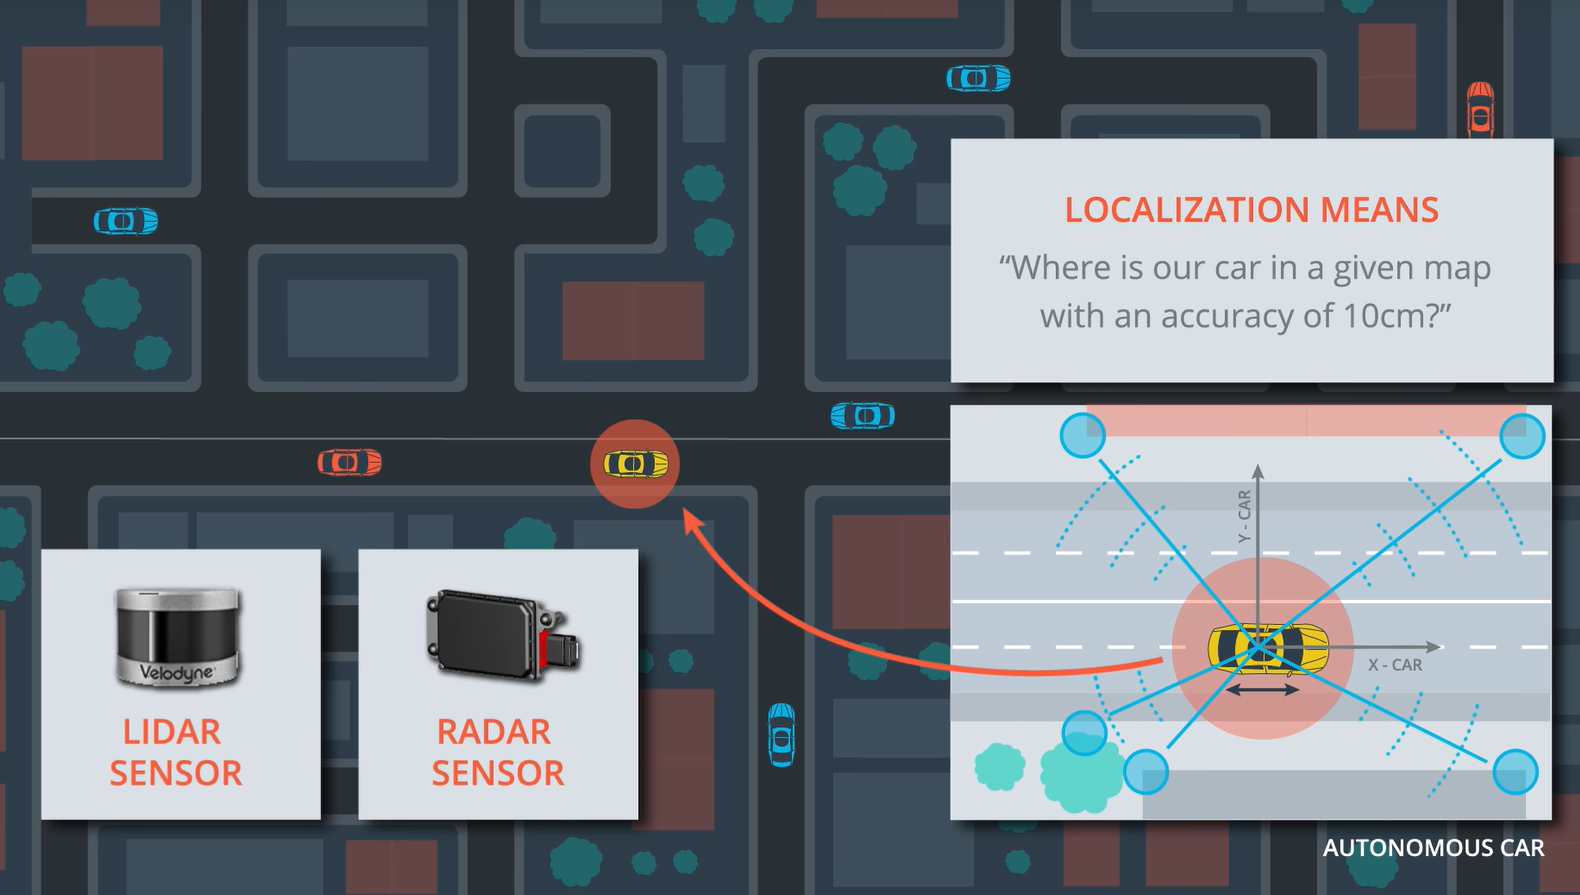 LOCALIZATION MEANS
“Where is our car in a given map
with an accuracy of 10cm?”
Y - CAR
X - CAR
Velodyne
LIDAR
SENSOR
RADAR
SENSOR
AUTONOMOUS CAR